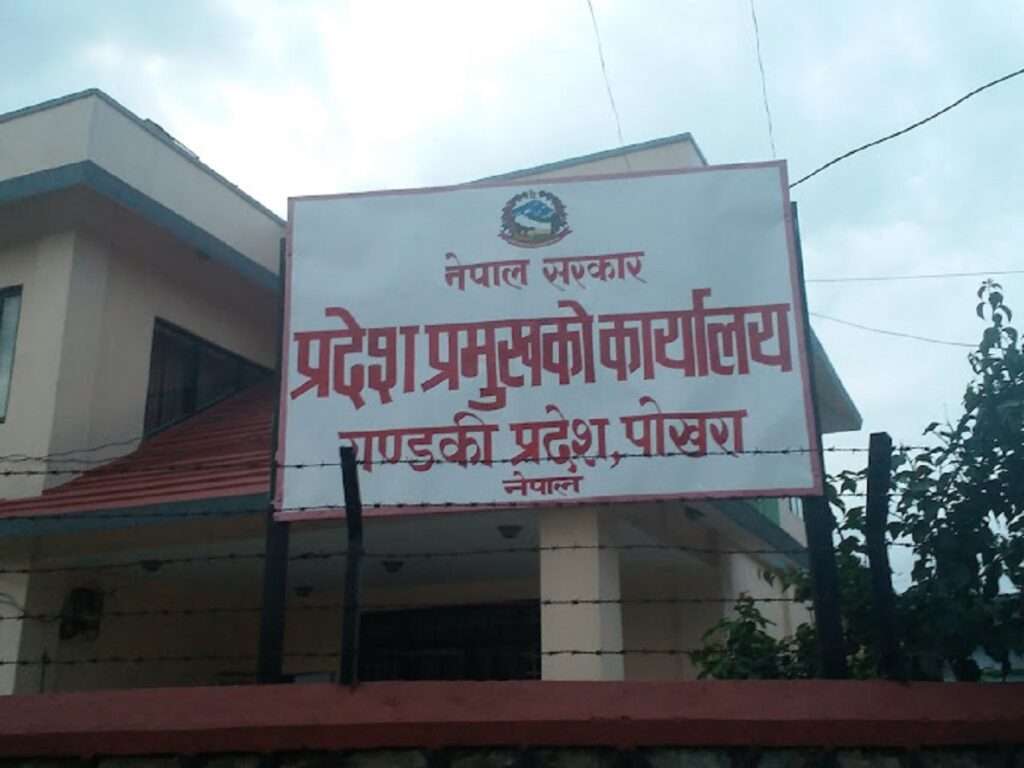 नेपाल सरकार
प्रदेश प्रमुखको कार्यालय
गण्डकी प्रदेश, पोखरा
नेपाल